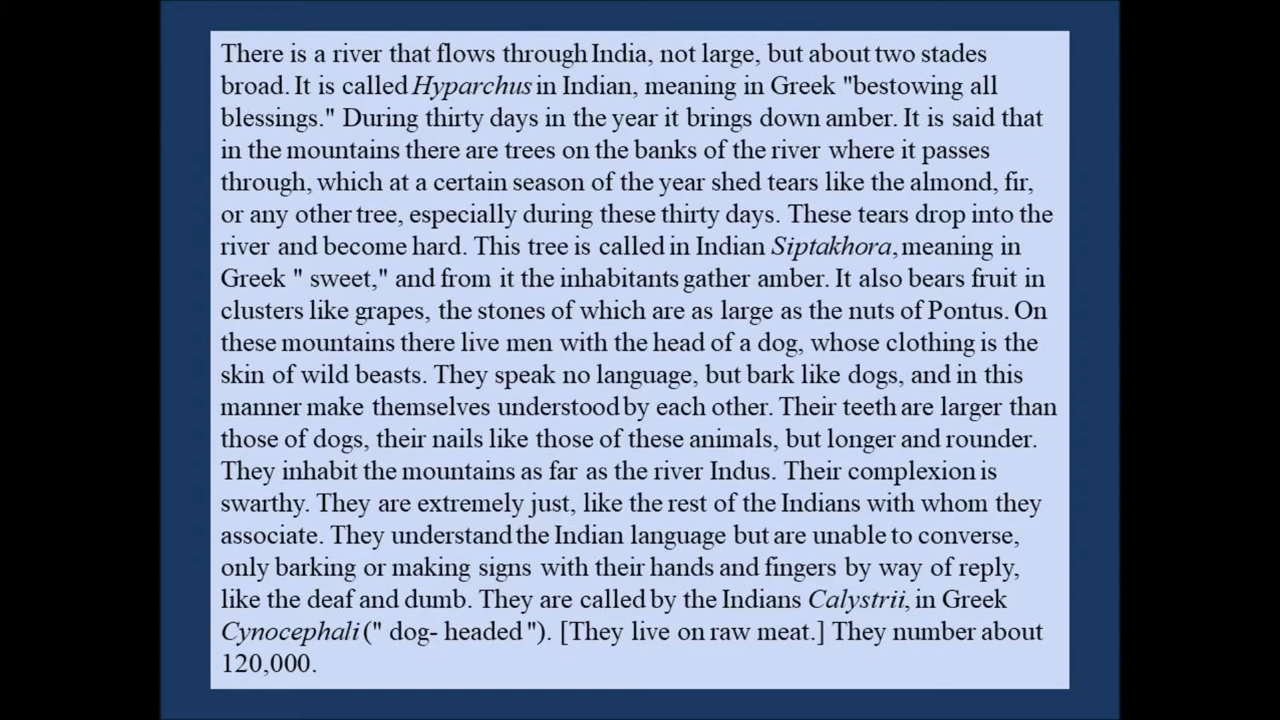 There is a river that flows through India, not large, but about two stades
broad. It is called Hyparchus in Indian, meaning in Greek "bestowing all
blessings." During thirty days in the year it brings down amber. It is said that
in the mountains there are trees on the banks of the river where it passes
through, which at a certain season of the year shed tears like the almond, fir,
or any other tree, especially during these thirty days. These tears drop into the
river and become hard. This tree is called in Indian Siptakhora, meaning in
Greek " sweet," and from it the inhabitants gather amber. It also bears fruit in
clusters like grapes, the stones of which are as large as the nuts of Pontus. On
these mountains there live men with the head of a dog, whose clothing is the
skin of wild beasts. They speak no language, but bark like dogs, and in this
manner make themselves understood by each other. Their teeth are larger than
those of dogs, their nails like those of these animals, but longer and rounder.
They inhabit the mountains as far as the river Indus. Their complexion is
swarthy. They are extremely just, like the rest of the Indians with whom they
associate. They understand the Indian language but are unable to converse,
only barking or making signs with their hands and fingers by way of reply,
like the deaf and dumb. They are called by the Indians Calystrii, in Greek
Cynocephali (" dog- headed "). [They live on raw meat.] They number about
120,000.